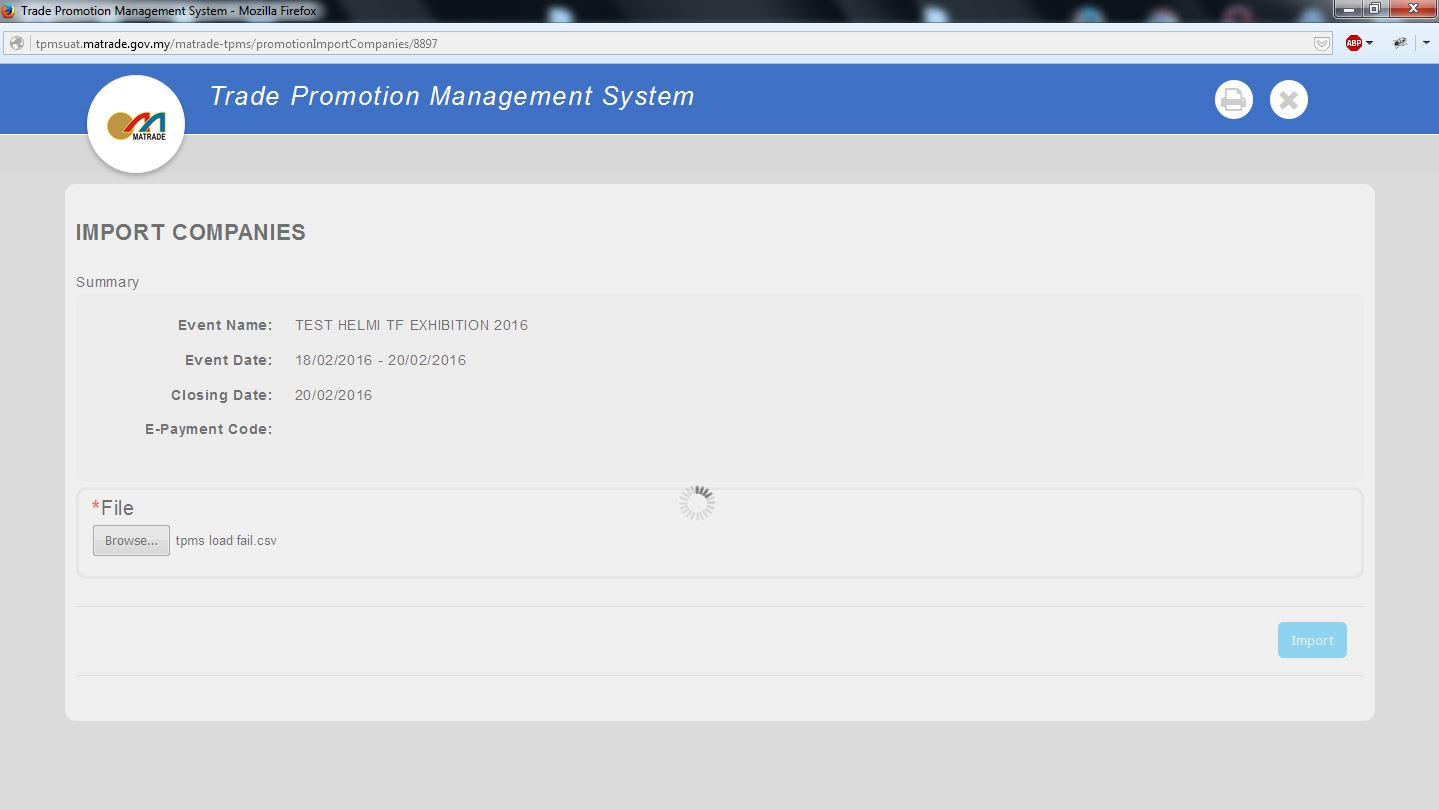 Trade Promotion Management System - Mozilla Firefox
tpmsuat.matrade.gov.my/matrade-tpms/promotionImportCompanies/8897
ABP
Trade Promotion Management System
MATRADE
IMPORT COMPANIES
Summary
Event Name: TEST HELMI TF EXHIBITION 2016
Event Date: 18/02/2016 - 20/02/2016
Closing Date: 20/02/2016
E-Payment Code:
*File
Browse... tpms load fail.csv
Import